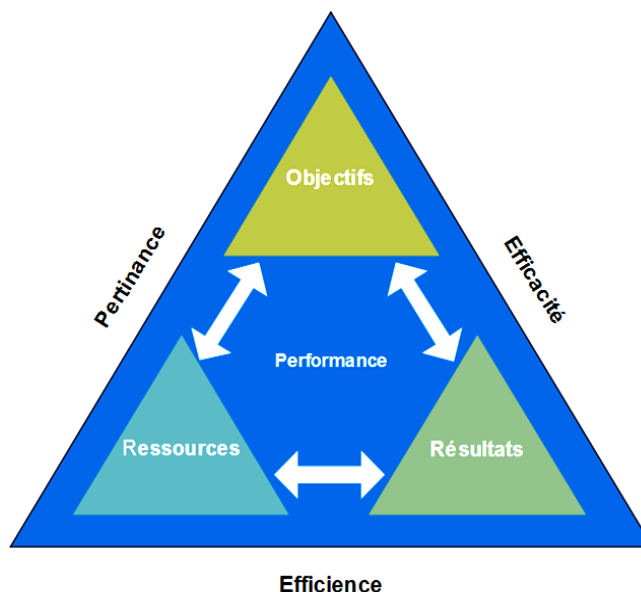 Objectifs
Pertinance
Efficacité
Performance
Ressources
Résultats
Efficience